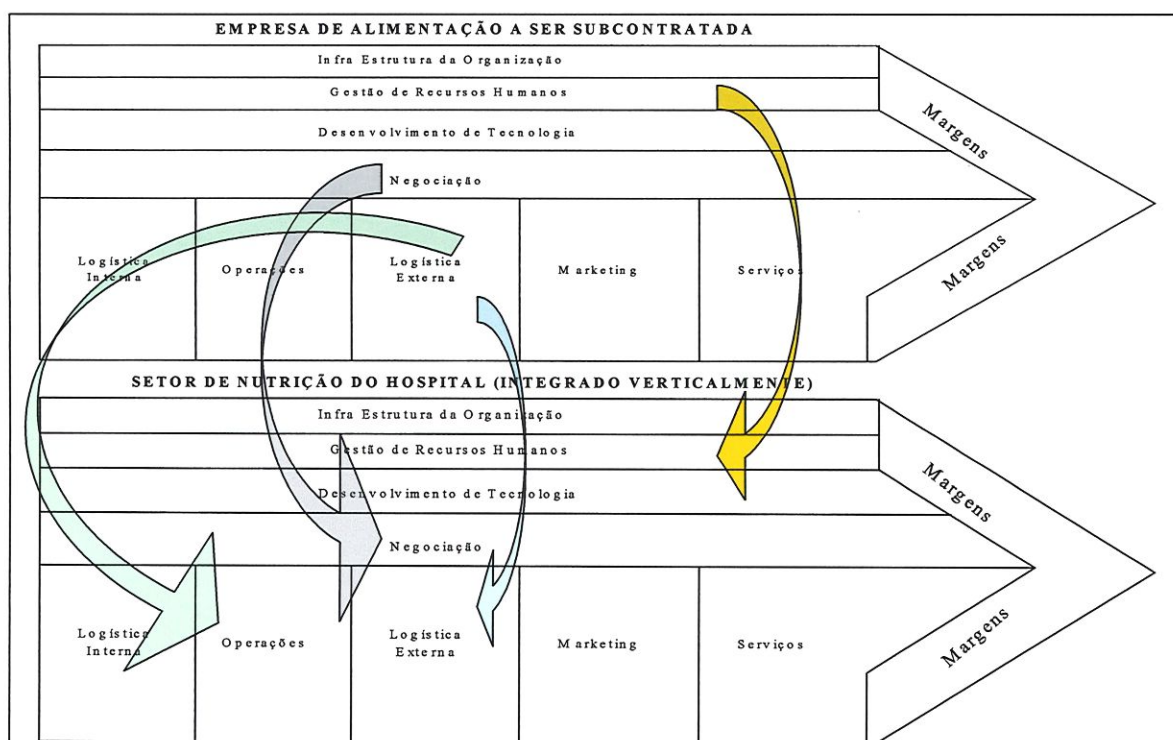 EMPRESA DE ALIMENTAÇÃO A SER SUBCONTRATADA
Infra Estrutura da Organização
Gestão de Recursos Humanos
Desenvolvimento de Tecnologia
Negociação
Margens
Logística
Interna
Operações
Logística
Externa
Marketing
Serviços
Margens
SETOR DE NUTRIÇÃO DO HOSPITAL (INTEGRADO VERTICALMENTE)
Infra Estrutura da Organização
Gestão de Recursos Humanos
Desenvolvimento de Tecnologia
Negociação
Margens
Logística
Interna
Operações
Logística
Externa
Marketing
Serviços
Margens